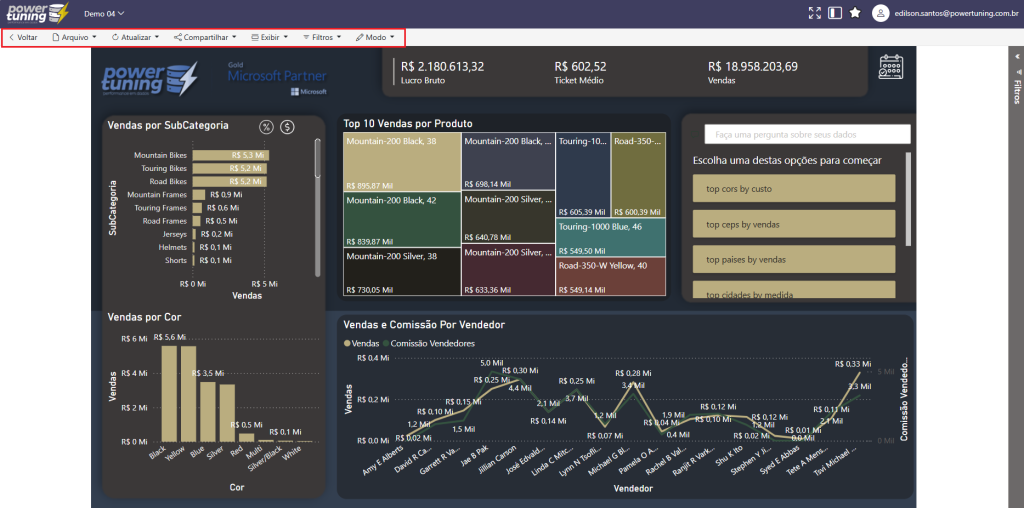 power tuning
Demo 04
edilson.santos@powertuning.com.br
Voltar Arquivo Atualizar Compartilhar Exibir Filtros Modo
Filtros
power tuning
Gold
Microsoft Partner
Microsoft
R$ 2.180.613,32
Lucro Bruto
R$ 602,52
Ticket Médio
R$ 18.958.203,69
Vendas
Vendas por SubCategoria
% $
SubCategoria
Mountain Bikes R$ 5,3 Mi
Touring Bikes R$ 5,2 Mi
Road Bikes R$ 5,2 Mi
Mountain Frames R$ 0,9 Mi
Touring Frames R$ 0,6 Mi
Road Frames R$ 0,5 Mi
Jerseys R$ 0,2 Mi
Helmets R$ 0,1 Mi
Shorts R$ 0,1 Mi
R$ 0 Mi R$ 5 Mi
Vendas
Top 10 Vendas por Produto
Mountain-200 Black, 38
R$ 895,87 Mil
Mountain-200 Black, 42
R$ 839,87 Mil
Mountain-200 Silver, 38
R$ 730,05 Mil
Mountain-200 Black, ...
R$ 698,14 Mil
Mountain-200 Silver, ...
R$ 640,78 Mil
Mountain-200 Silver, ...
R$ 633,36 Mil
Touring-10...
R$ 605,39 Mil
Road-350-...
R$ 600,39 Mil
Touring-1000 Blue, 46
R$ 549,50 Mil
Road-350-W Yellow, 40
R$ 549,14 Mil
Faça uma pergunta sobre seus dados
Escolha uma destas opções para começar
top cors by custo
top ceps by vendas
top paises by vendas
top cidades by medida
Vendas por Cor
Vendas
R$ 6 Mi
R$ 4 Mi
R$ 2 Mi
R$ 0 Mi
R$ 5,6 Mi
R$ 3,5 Mi
R$ 0,5 Mi
R$ 0,1 Mi
Black Yellow Blue Silver Red Multi Silver/Black White
Cor
Vendas e Comissão Por Vendedor
Vendas Comissão Vendedores
Vendas
R$ 0,4 Mi
R$ 0,2 Mi
R$ 0,0 Mi
1,2 Mil
R$ 0,02 Mi
R$ 0,10 Mi
R$ 0,15 Mi
1,5 Mil
5,0 Mil
R$ 0,25 Mi
R$ 0,30 Mi
4,4 Mil
2,1 Mil
R$ 0,14 Mi
R$ 0,25 Mi
3,7 Mil
1,2 Mil
R$ 0,07 Mi
R$ 0,28 Mi
3,4 Mil
R$ 0,04 Mi
0,4 Mil
1,9 Mil
R$ 0,10 Mi
R$ 0,12 Mi
R$ 0,02 Mi
R$ 0,12 Mi
1,2 Mil
R$ 0,01 Mi
0,0 Mil
R$ 0,11 Mi
2,1 Mil
R$ 0,33 Mi
3,3 Mil
5 Mil
0 Mil
Comissão Vendedo...
Amy E Alberts
David R Ca...
Garrett R Va...
Jae B Pak
Jillian Carson
José Edvald...
Linda C Mitc...
Lynn N Tsofli...
Michael G Bl...
Pamela O A...
Rachel B Val...
Ranjit R Vark...
Shu K Ito
Stephen Y Ji...
Syed E Abbas
Tete A Mens...
Tsvi Michael ...
Vendedor